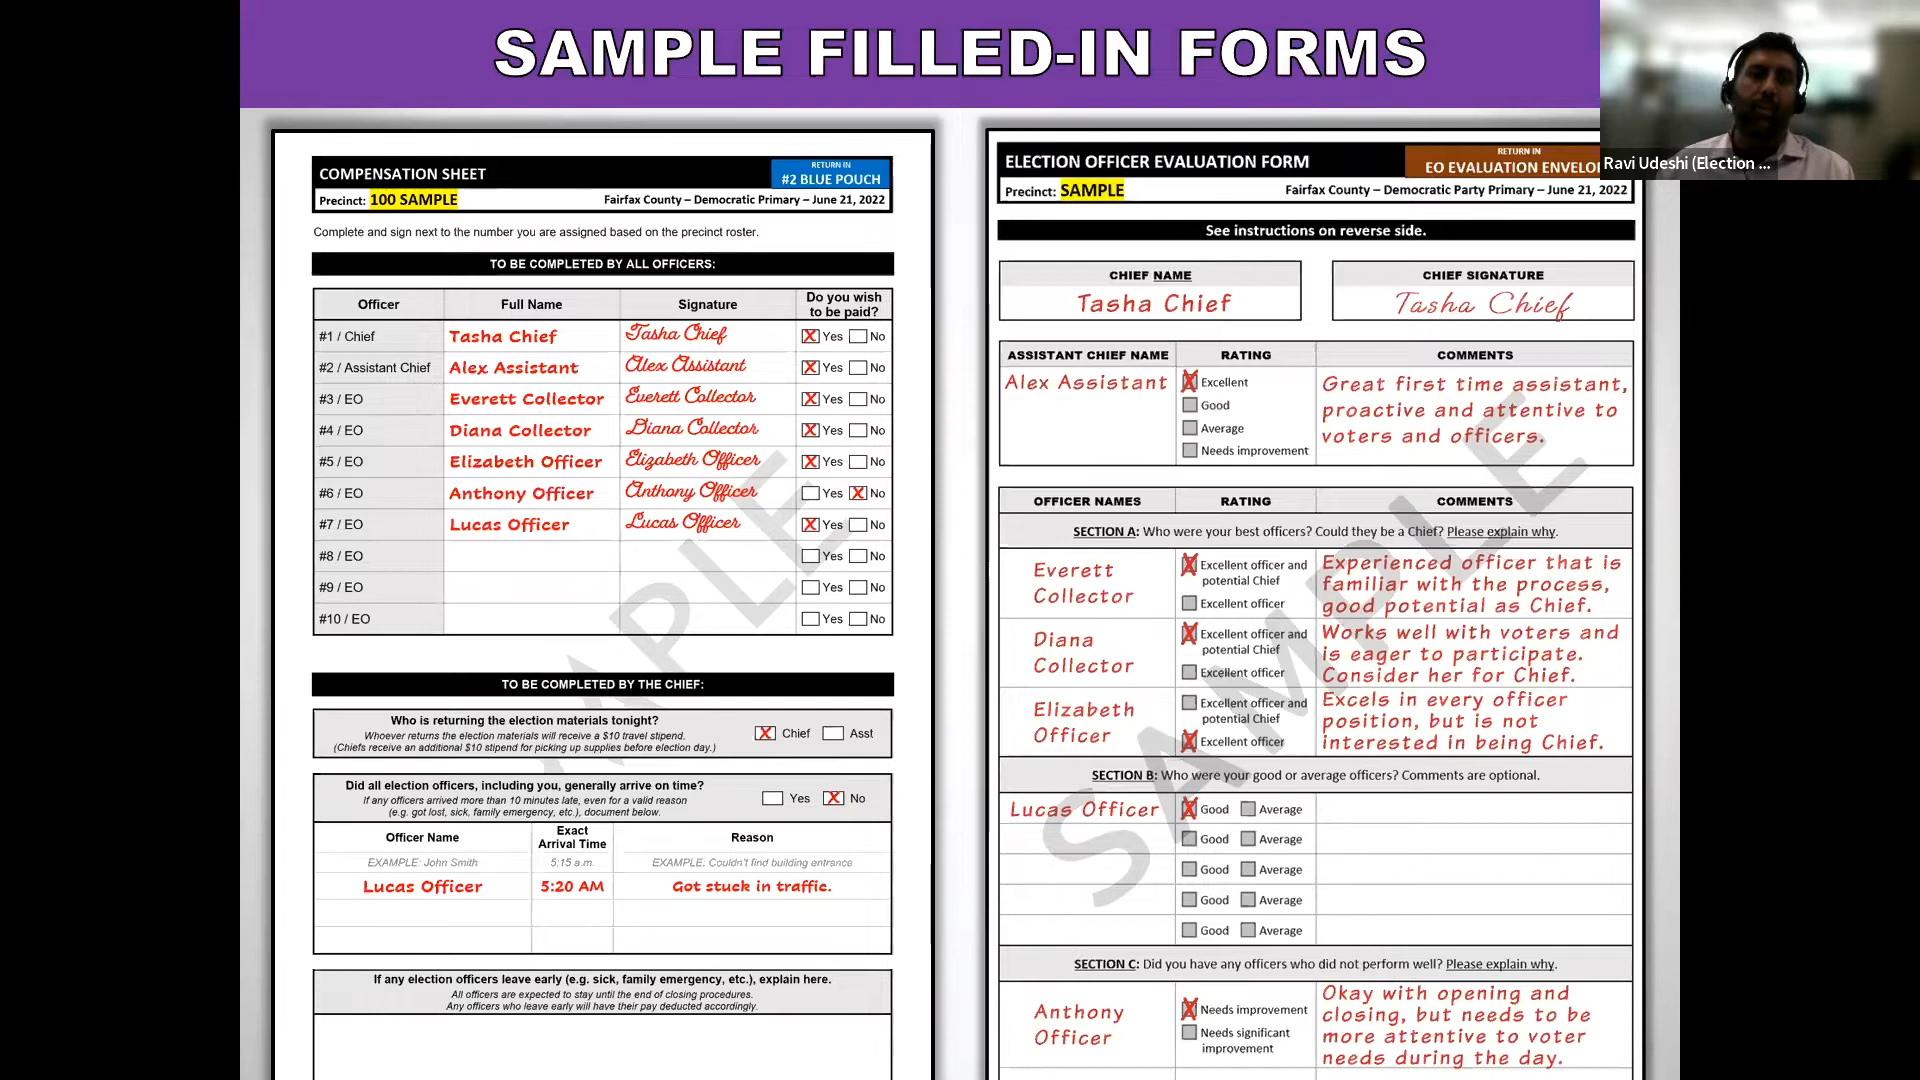 SAMPLE FILLED-IN FORMS
Ravi Udeshi (Election ...
COMPENSATION SHEET
RETURN IN
#2 BLUE POUCH
Precinct: 100 SAMPLE
Fairfax County – Democratic Primary – June 21, 2022
Complete and sign next to the number you are assigned based on the precinct roster.
TO BE COMPLETED BY ALL OFFICERS:
Officer Full Name Signature Do you wish
to be paid?
#1 / Chief Tasha Chief Tasha Chief X Yes No
#2 / Assistant Chief Alex Assistant Alex Assistant X Yes No
#3 / EO Everett Collector Everett Collector X Yes No
#4 / EO Diana Collector Diana Collector X Yes No
#5 / EO Elizabeth Officer Elizabeth Officer X Yes No
#6 / EO Anthony Officer Anthony Officer Yes X No
#7 / EO Lucas Officer Lucas Officer X Yes No
#8 / EO Yes No
#9 / EO Yes No
#10 / EO Yes No
TO BE COMPLETED BY THE CHIEF:
Who is returning the election materials tonight?
Whoever returns the election materials will receive a $10 travel stipend.
(Chiefs receive an additional $10 stipend for picking up supplies before election day.)
X Chief Asst
Did all election officers, including you, generally arrive on time?
If any officers arrived more than 10 minutes late, even for a valid reason
(e.g. got lost, sick, family emergency, etc.), document below.
Yes X No
Officer Name Exact
Arrival Time Reason
EXAMPLE: John Smith 5:15 a.m. EXAMPLE: Couldn't find building entrance
Lucas Officer 5:20 AM Got stuck in traffic.
If any election officers leave early (e.g. sick, family emergency, etc.), explain here.
All officers are expected to stay until the end of closing procedures.
Any officers who leave early will have their pay deducted accordingly.
ELECTION OFFICER EVALUATION FORM
RETURN IN
EO EVALUATION ENVELO
Precinct: SAMPLE
Fairfax County – Democratic Party Primary – June 21, 2022
See instructions on reverse side.
CHIEF NAME
Tasha Chief
CHIEF SIGNATURE
Tasha Chief
ASSISTANT CHIEF NAME RATING COMMENTS
Alex Assistant
X Excellent
Good
Average
Needs improvement
Great first time assistant,
proactive and attentive to
voters and officers.
OFFICER NAMES RATING COMMENTS
SECTION A: Who were your best officers? Could they be a Chief? Please explain why.
Everett
Collector
X Excellent officer and
potential Chief
Excellent officer
Experienced officer that is
familiar with the process,
good potential as Chief.
Diana
Collector
X Excellent officer and
potential Chief
Excellent officer
Works well with voters and
is eager to participate.
Consider her for Chief.
Elizabeth
Officer
Excellent officer and
potential Chief
X Excellent officer
Excels in every officer
position, but is not
interested in being Chief.
SECTION B: Who were your good or average officers? Comments are optional.
Lucas Officer X Good Average
Good Average
Good Average
Good Average
Good Average
SECTION C: Did you have any officers who did not perform well? Please explain why.
Anthony
Officer
X Needs improvement
Needs significant
improvement
Okay with opening and
closing, but needs to be
more attentive to voter
needs during the day.
SAMPLE